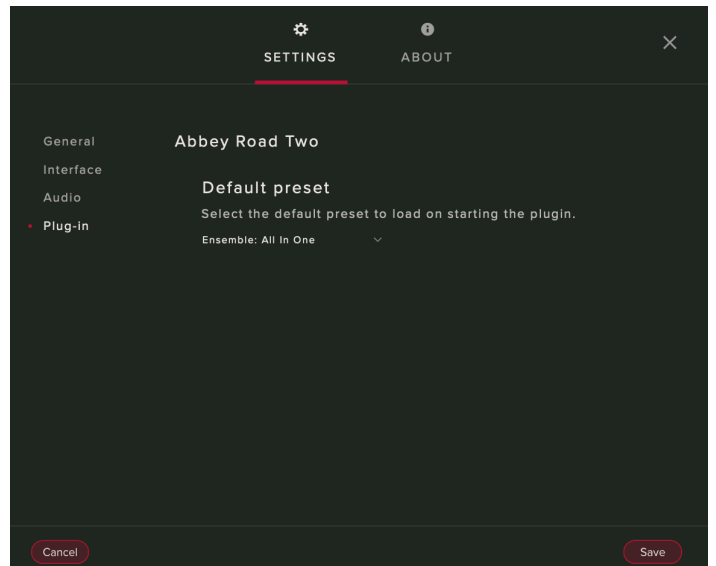 SETTINGS
ABOUT
General
Interface
Audio
Plug-in
Abbey Road Two
Default preset
Select the default preset to load on starting the plugin.
Ensemble: All In One
Cancel
Save